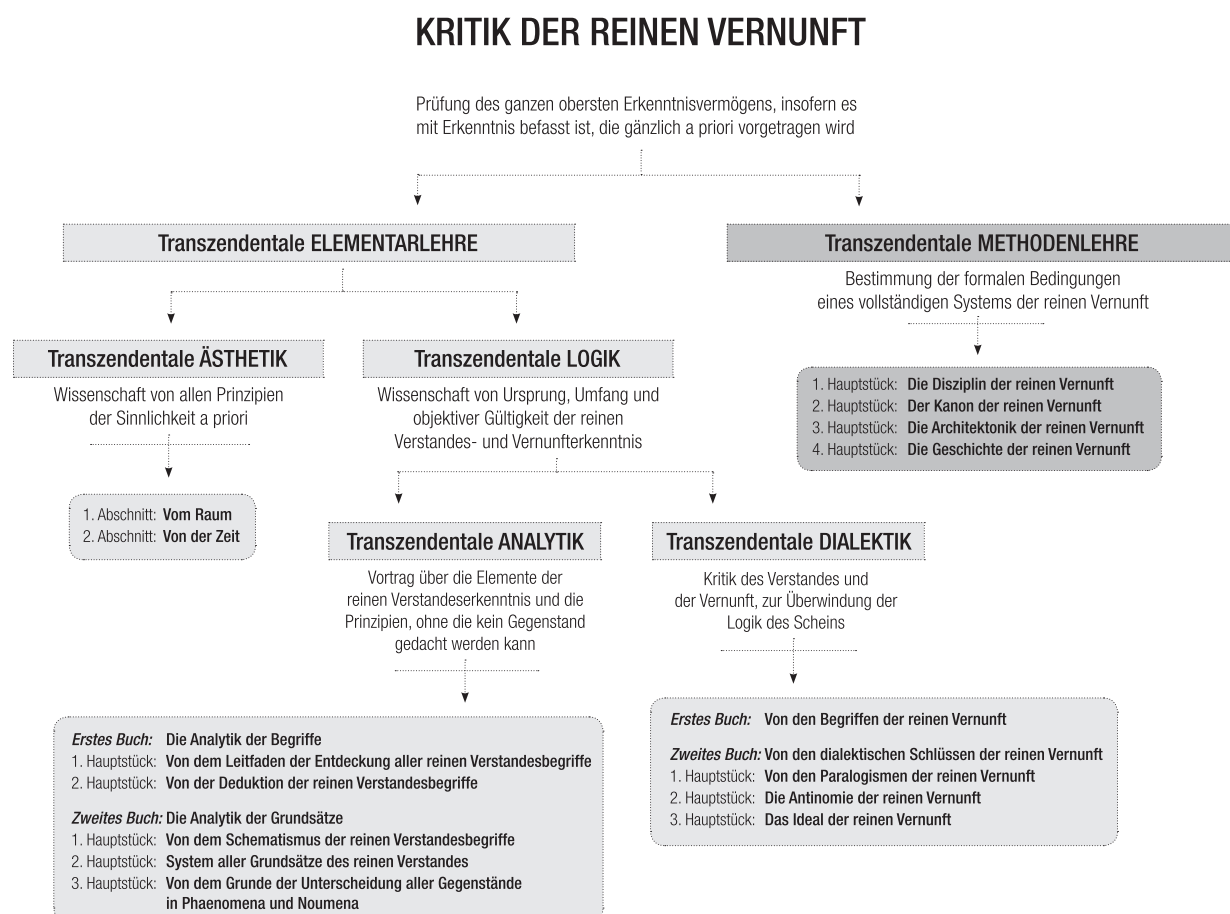 KRITIK DER REINEN VERNUNFT
Prüfung des ganzen obersten Erkenntnisvermögens, insofern es
mit Erkenntnis befasst ist, die gänzlich a priori vorgetragen wird
Transzendentale ELEMENTARLEHRE
Transzendentale METHODENLEHRE
Bestimmung der formalen Bedingungen
eines vollständigen Systems der reinen Vernunft
1. Hauptstück: Die Disziplin der reinen Vernunft
2. Hauptstück: Der Kanon der reinen Vernunft
3. Hauptstück: Die Architektonik der reinen Vernunft
4. Hauptstück: Die Geschichte der reinen Vernunft
Transzendentale ÄSTHETIK
Wissenschaft von allen Prinzipien
der Sinnlichkeit a priori
1. Abschnitt: Vom Raum
2. Abschnitt: Von der Zeit
Transzendentale LOGIK
Wissenschaft von Ursprung, Umfang und
objektiver Gültigkeit der reinen
Verstandes- und Vernunfterkenntnis
Transzendentale ANALYTIK
Vortrag über die Elemente der
reinen Verstandeserkenntnis und die
Prinzipien, ohne die kein Gegenstand
gedacht werden kann
Erstes Buch: Die Analytik der Begriffe
1. Hauptstück: Von dem Leitfaden der Entdeckung aller reinen Verstandesbegriffe
2. Hauptstück: Von der Deduktion der reinen Verstandesbegriffe
Zweites Buch: Die Analytik der Grundsätze
1. Hauptstück: Von dem Schematismus der reinen Verstandesbegriffe
2. Hauptstück: System aller Grundsätze des reinen Verstandes
3. Hauptstück: Von dem Grunde der Unterscheidung aller Gegenstände
in Phaenomena und Noumena
Transzendentale DIALEKTIK
Kritik des Verstandes und
der Vernunft, zur Überwindung der
Logik des Scheins
Erstes Buch: Von den Begriffen der reinen Vernunft
Zweites Buch: Von den dialektischen Schlüssen der reinen Vernunft
1. Hauptstück: Von den Paralogismen der reinen Vernunft
2. Hauptstück: Die Antinomie der reinen Vernunft
3. Hauptstück: Das Ideal der reinen Vernunft